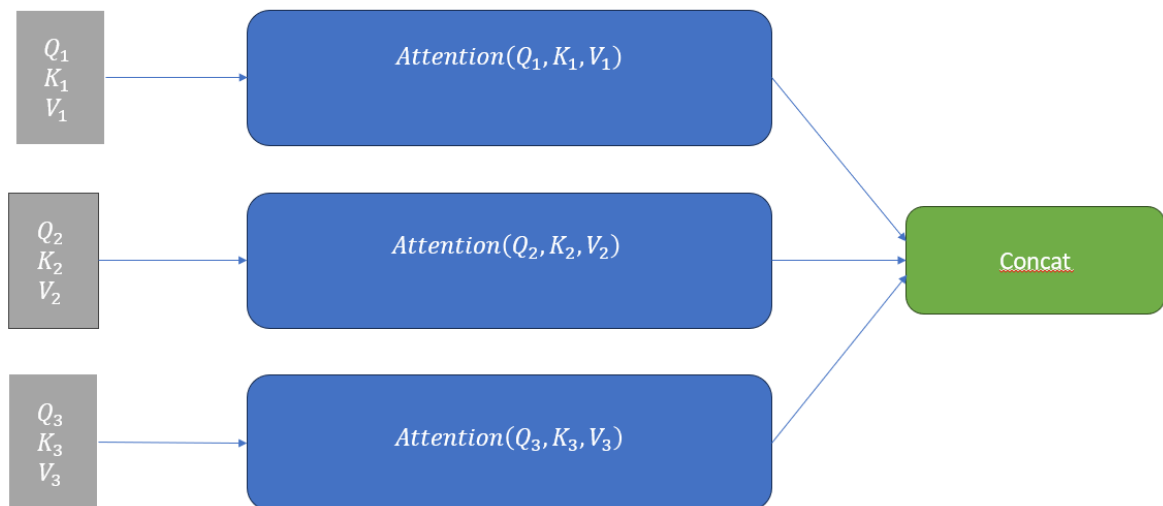 Q₁
K₁
V₁
Attention(Q₁, K₁, V₁)
Q₂
K₂
V₂
Attention(Q₂, K₂, V₂)
Concat
Q₃
K₃
V₃
Attention(Q₃, K₃, V₃)